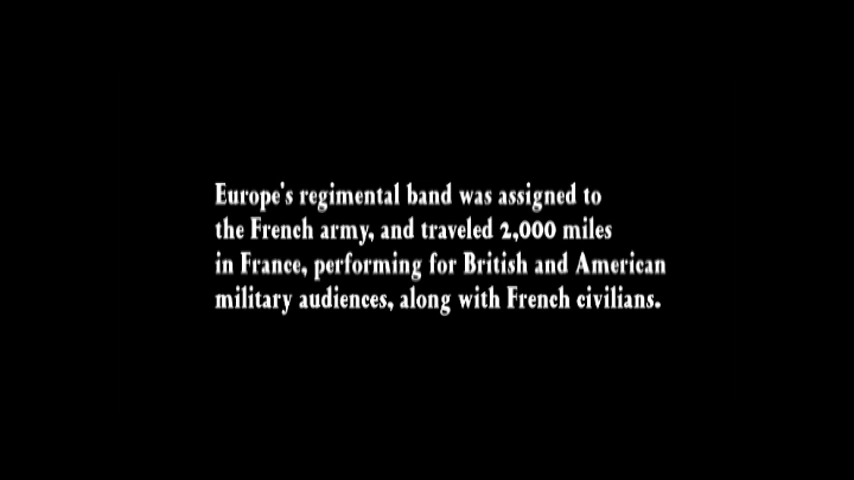 Europe's regimental band was assigned to
the French army, and traveled 2,000 miles
in France, performing for British and American
military audiences, along with French civilians.